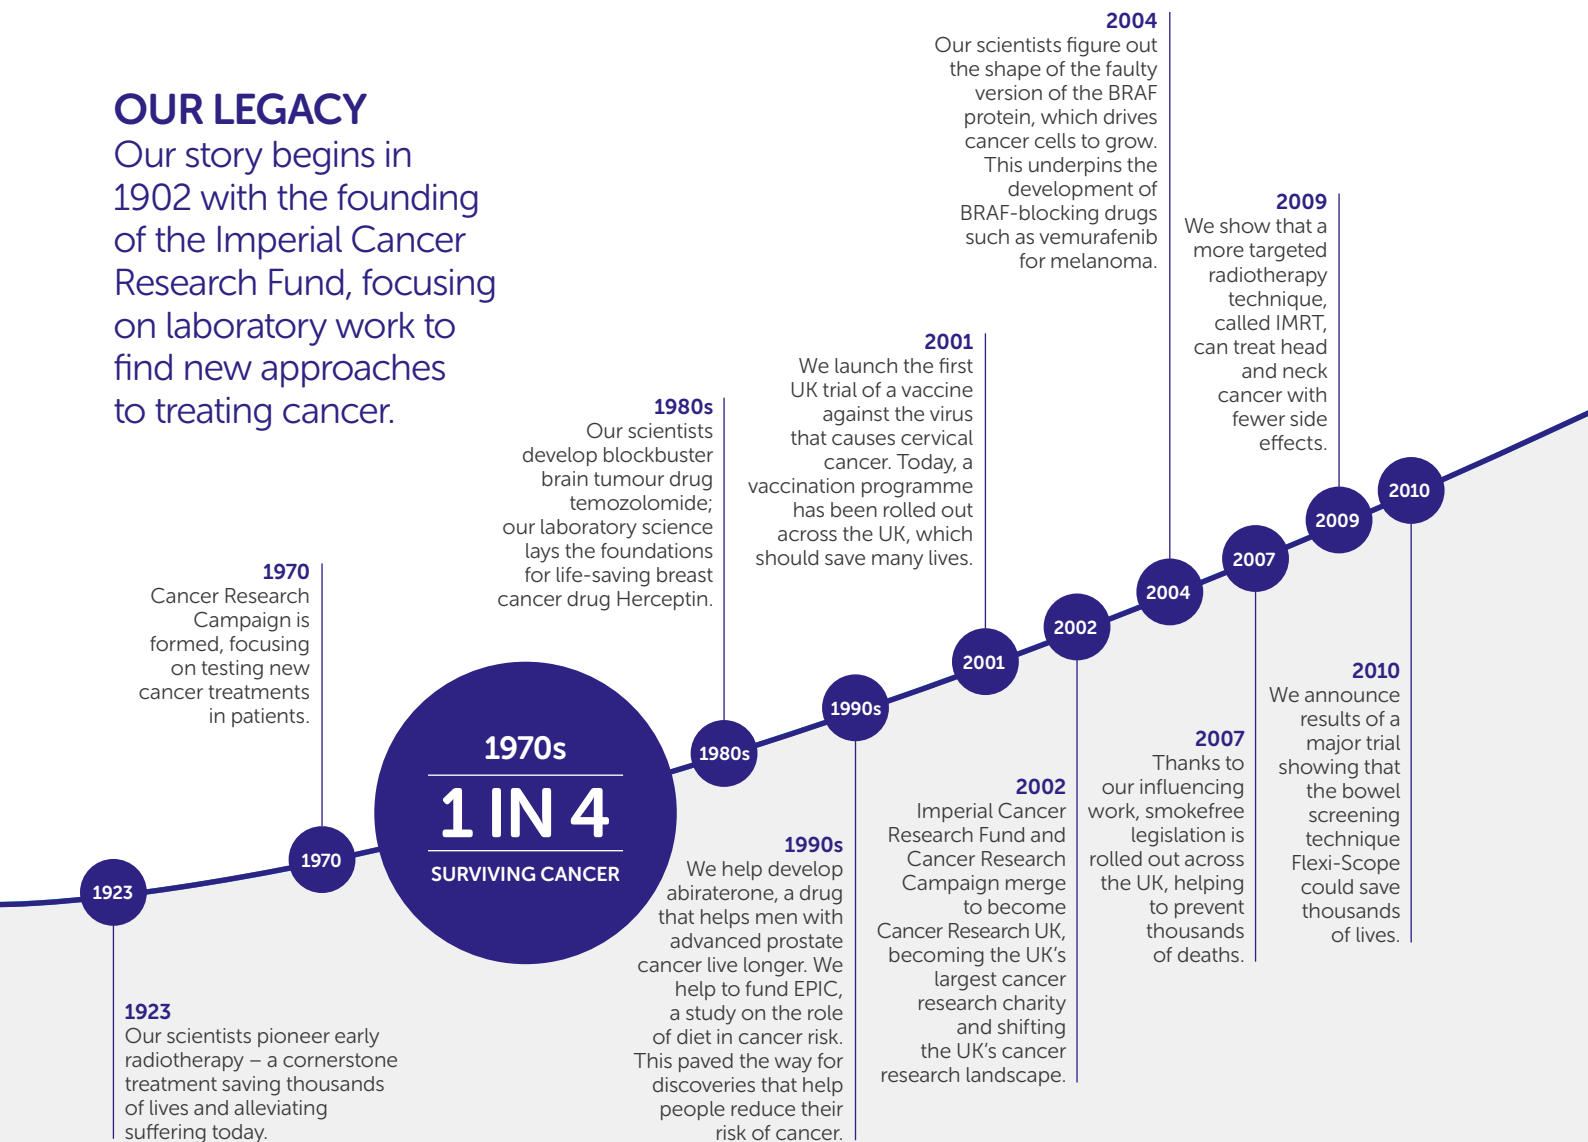 OUR LEGACY
Our story begins in
1902 with the founding
of the Imperial Cancer
Research Fund, focusing
on laboratory work to
find new approaches
to treating cancer.
1923
1923
Our scientists pioneer early
radiotherapy – a cornerstone
treatment saving thousands
of lives and alleviating
suffering today.
1970
Cancer Research
Campaign is
formed, focusing
on testing new
cancer treatments
in patients.
1970
1970s
1 IN 4
SURVIVING CANCER
1980s
Our scientists
develop blockbuster
brain tumour drug
temozolomide;
our laboratory science
lays the foundations
for life-saving breast
cancer drug Herceptin.
1980s
1990s
1990s
We help develop
abiraterone, a drug
that helps men with
advanced prostate
cancer live longer. We
help to fund EPIC,
a study on the role
of diet in cancer risk.
This paved the way for
discoveries that help
people reduce their
risk of cancer.
2001
We launch the first
UK trial of a vaccine
against the virus
that causes cervical
cancer. Today, a
vaccination programme
has been rolled out
across the UK, which
should save many lives.
2001
2002
2002
Imperial Cancer
Research Fund and
Cancer Research
Campaign merge
to become
Cancer Research UK,
becoming the UK's
largest cancer
research charity
and shifting
the UK's cancer
research landscape.
2004
Our scientists figure out
the shape of the faulty
version of the BRAF
protein, which drives
cancer cells to grow.
This underpins the
development of
BRAF-blocking drugs
such as vemurafenib
for melanoma.
2004
2007
2007
Thanks to
our influencing
work, smokefree
legislation is
rolled out across
the UK, helping
to prevent
thousands
of deaths.
2009
We show that a
more targeted
radiotherapy
technique,
called IMRT,
can treat head
and neck
cancer with
fewer side
effects.
2009
2010
2010
We announce
results of a
major trial
showing that
the bowel
screening
technique
Flexi-Scope
could save
thousands
of lives.